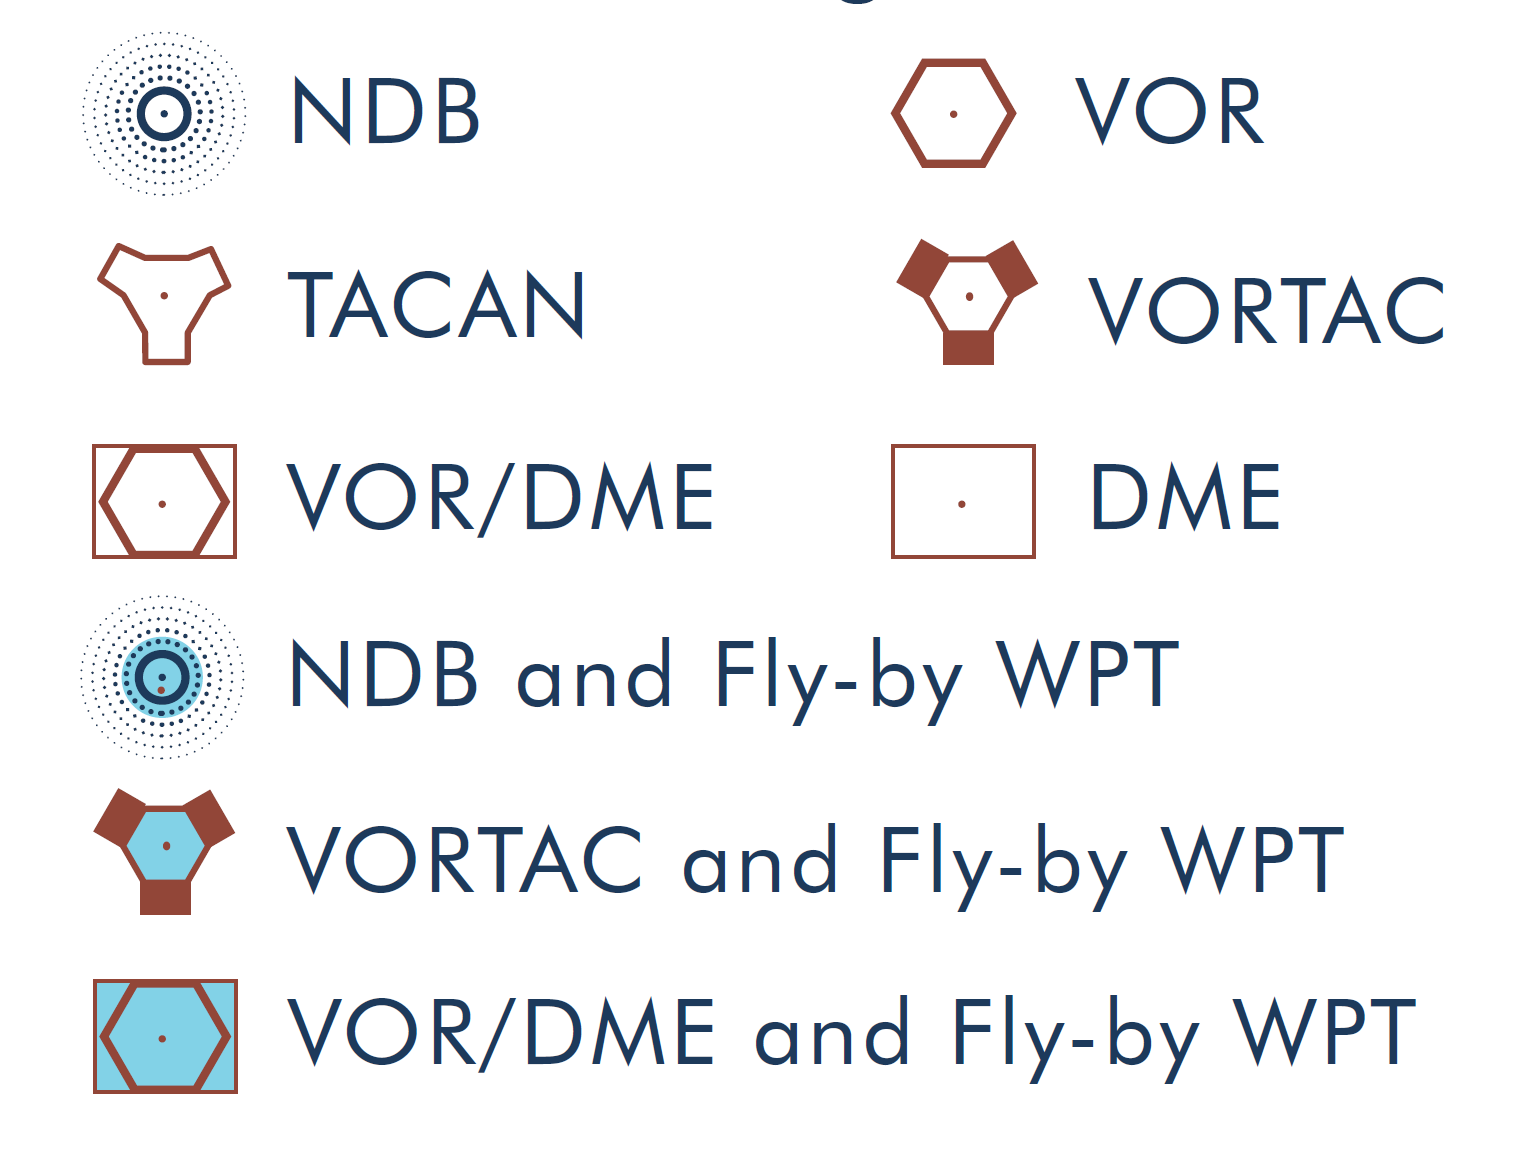 NDB VOR
TACAN VORTAC
VOR/DME DME
NDB and Fly-by WPT
VORTAC and Fly-by WPT
VOR/DME and Fly-by WPT